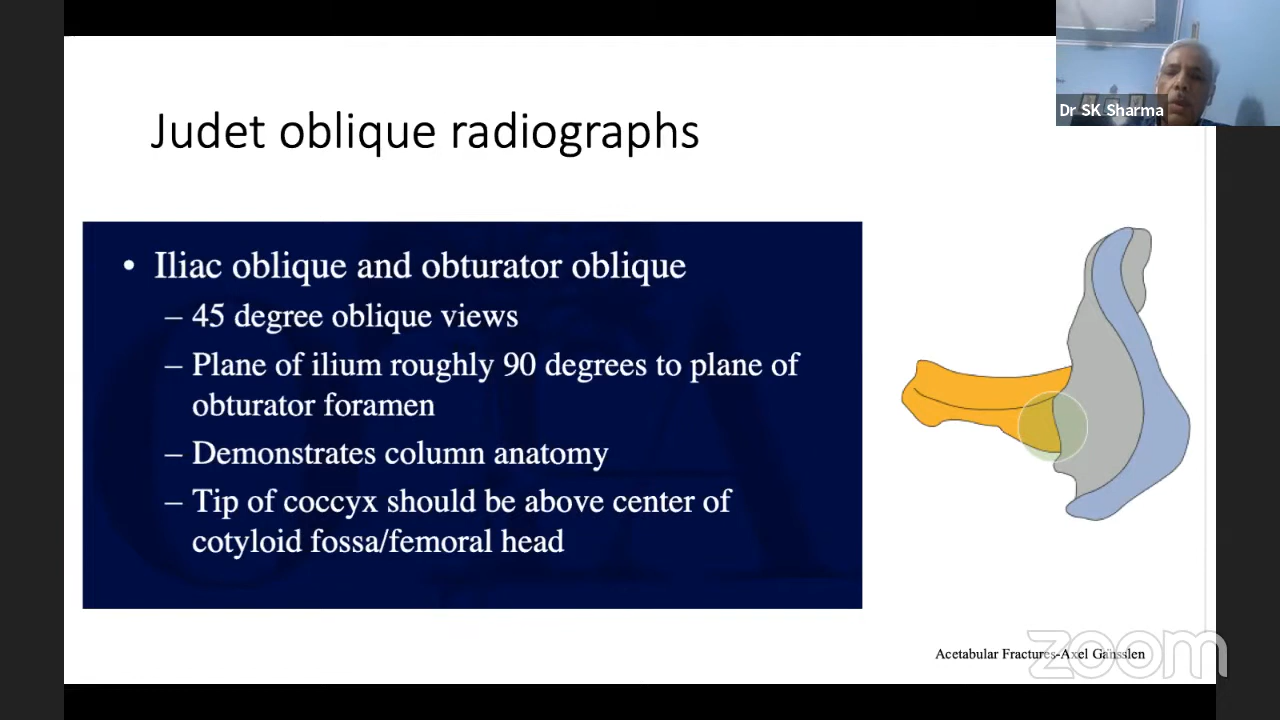 Dr SK Sharma
Judet oblique radiographs
• Iliac oblique and obturator oblique
– 45 degree oblique views
– Plane of ilium roughly 90 degrees to plane of
obturator foramen
– Demonstrates column anatomy
– Tip of coccyx should be above center of
cotyloid fossa/femoral head
Acetabular Fractures-Axel Gänsslen
zoom